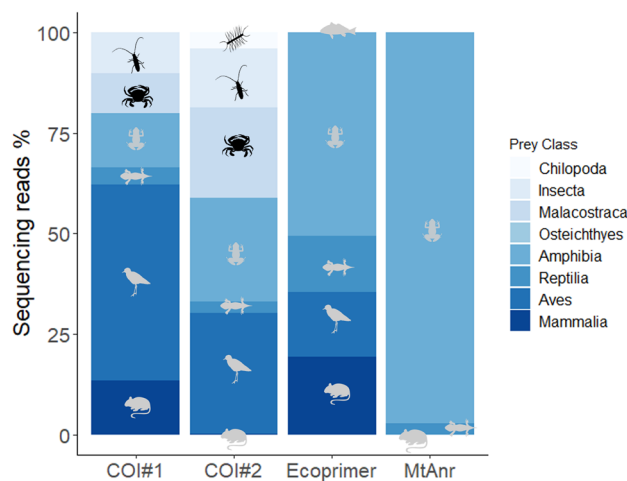 Sequencing reads %
100
75
50
25
0
COI#1 COI#2 Ecoprimer MtAnr
Prey Class
Chilopoda
Insecta
Malacostraca
Osteichthyes
Amphibia
Reptilia
Aves
Mammalia